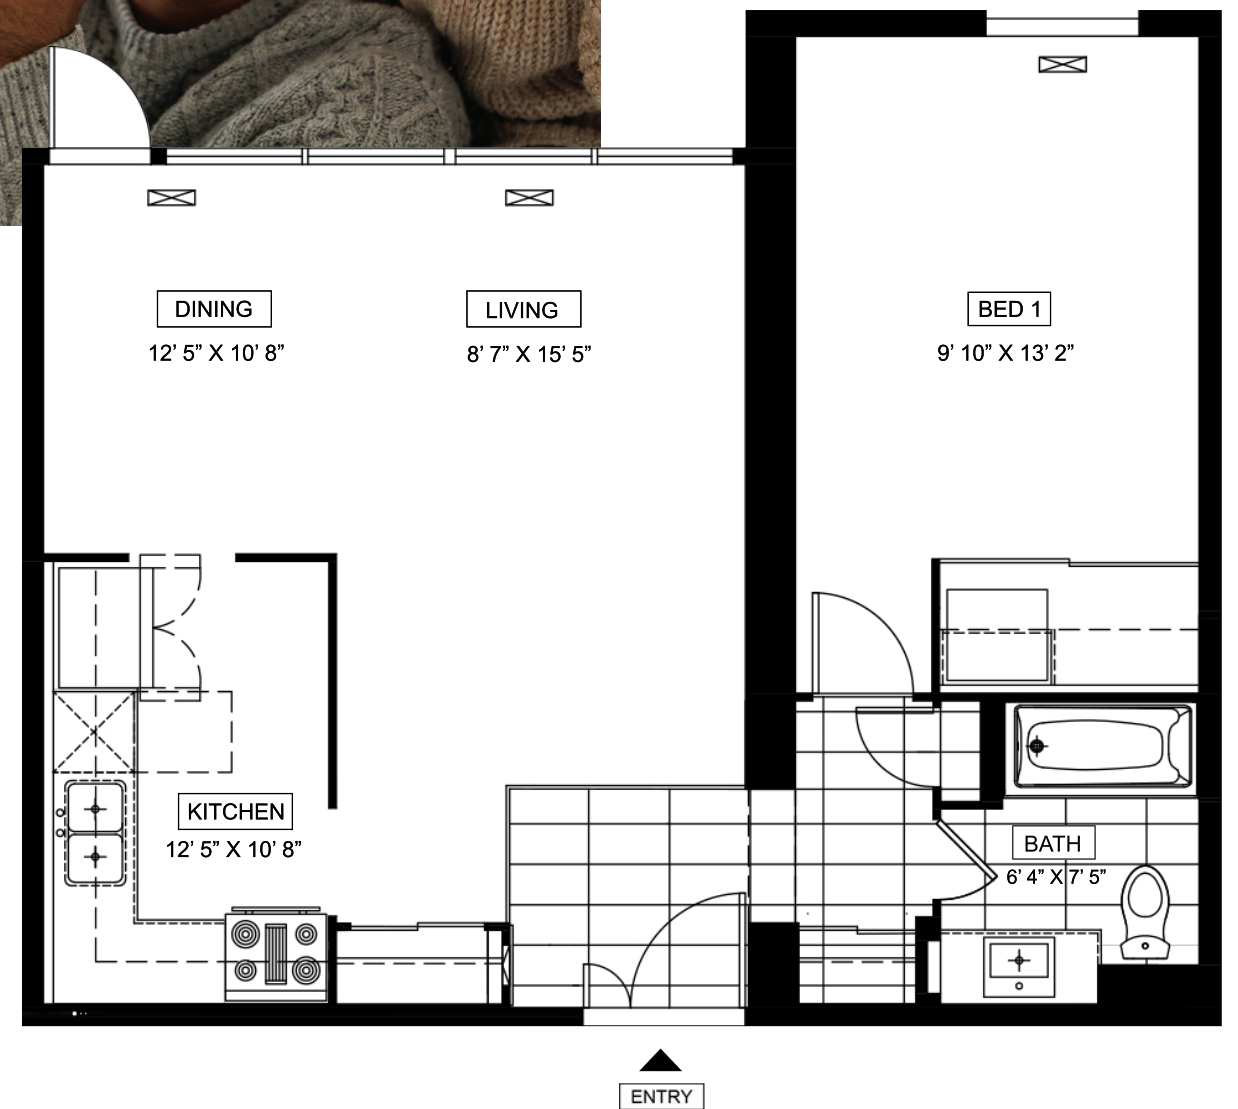 DINING
12’ 5” X 10’ 8”
LIVING
8’ 7” X 15’ 5”
BED 1
9’ 10” X 13’ 2”
KITCHEN
12’ 5” X 10’ 8”
BATH
6’ 4” X 7’ 5”
ENTRY